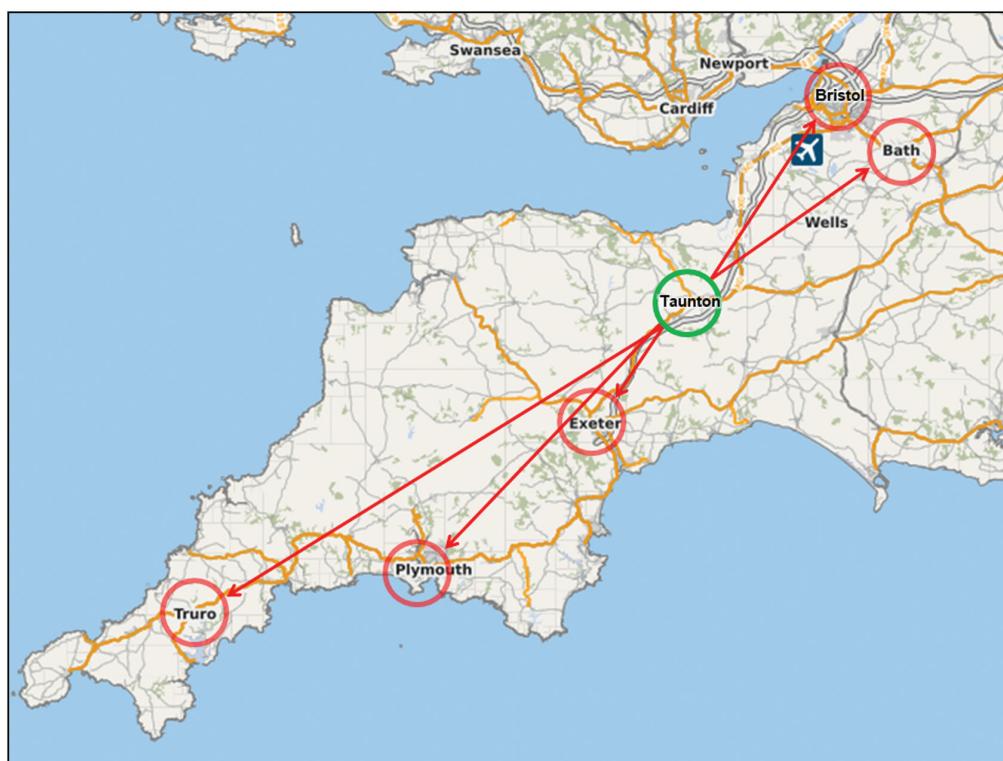 Swansea
Newport
Cardiff
Bristol
Bath
Wells
Taunton
Exeter
Plymouth
Truro